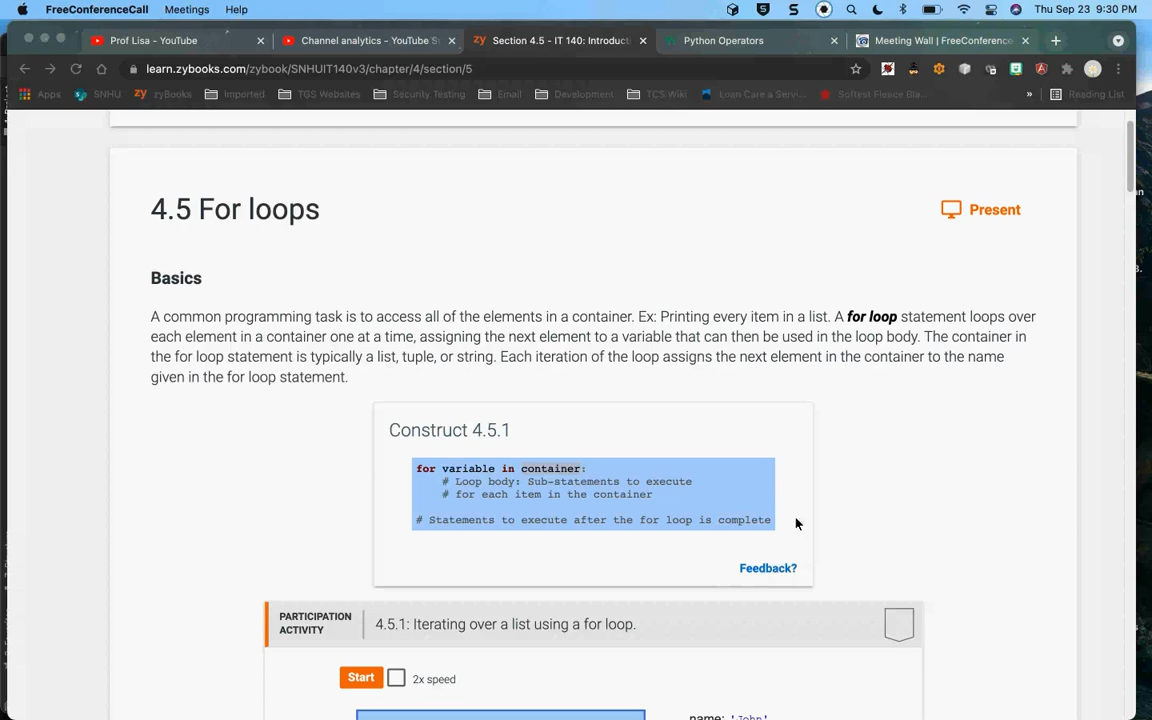 FreeConferenceCall Meetings Help Thu Sep 23 9:30 PM
Prof Lisa - YouTube Channel analytics - YouTube S Section 4.5 - IT 140: Introduct Python Operators Meeting Wall | FreeConference
learn.zybooks.com/zybook/SNHUIT140v3/chapter/4/section/5
Apps SNHU zyBooks Imported TGS Websites Security Testing Email Development TCS Wiki Loan Care a Servi... Softest Fleece Bla... » Reading List
4.5 For loops
Present
Basics
A common programming task is to access all of the elements in a container. Ex: Printing every item in a list. A for loop statement loops over
each element in a container one at a time, assigning the next element to a variable that can then be used in the loop body. The container in
the for loop statement is typically a list, tuple, or string. Each iteration of the loop assigns the next element in the container to the name
given in the for loop statement.
Construct 4.5.1
for variable in container:
# Loop body: Sub-statements to execute
# for each item in the container
# Statements to execute after the for loop is complete
Feedback?
PARTICIPATION
ACTIVITY
4.5.1: Iterating over a list using a for loop.
Start 2x speed
name: 'John'